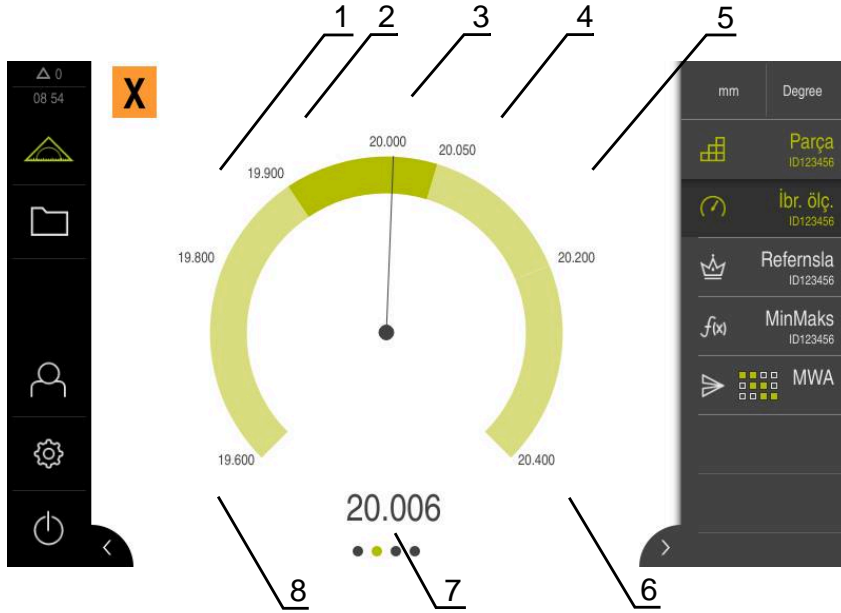 1
2
3
4
5
0
08 54
X
mm
Degree
Parça
ID123456
İbr. ölç.
ID123456
Refernsla
ID123456
f(x)
MinMaks
ID123456
MWA
20.000
20.050
19.900
19.800
20.200
19.600
20.400
20.006
8
7
6